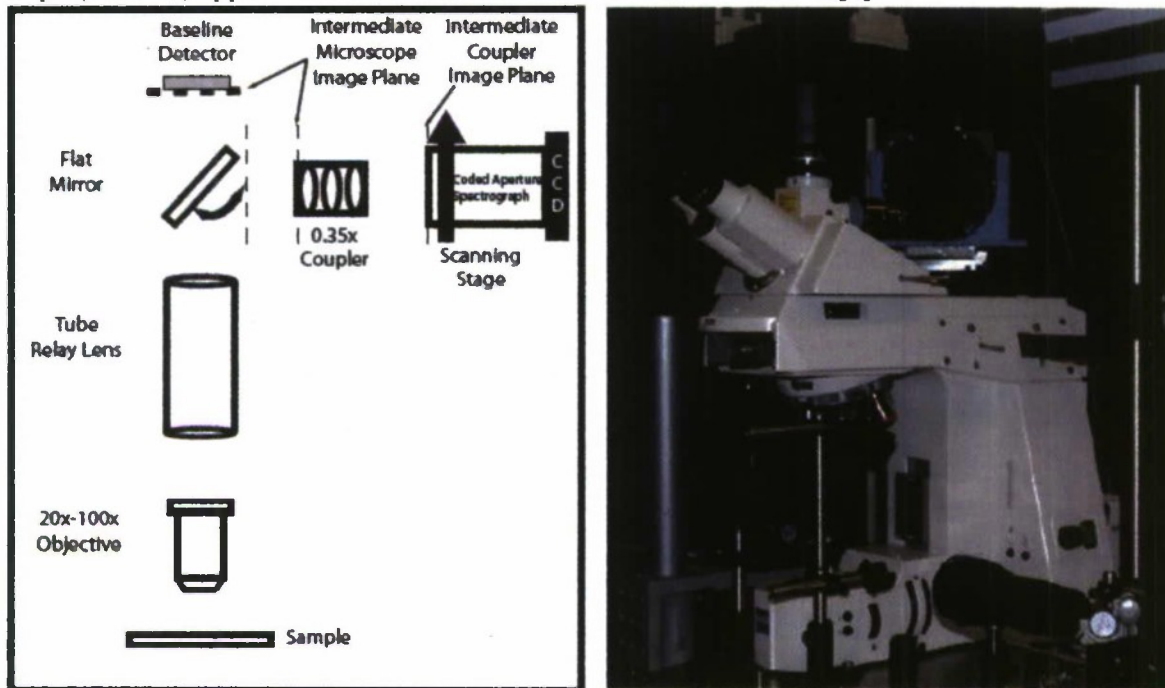 Baseline
Detector
Intermediate
Microscope
Image Plane
Intermediate
Coupler
Image Plane
Flat
Mirror
0.35x
Coupler
Coded Aperture
Spectrograph
C
C
D
Scanning
Stage
Tube
Relay Lens
20x-100x
Objective
Sample